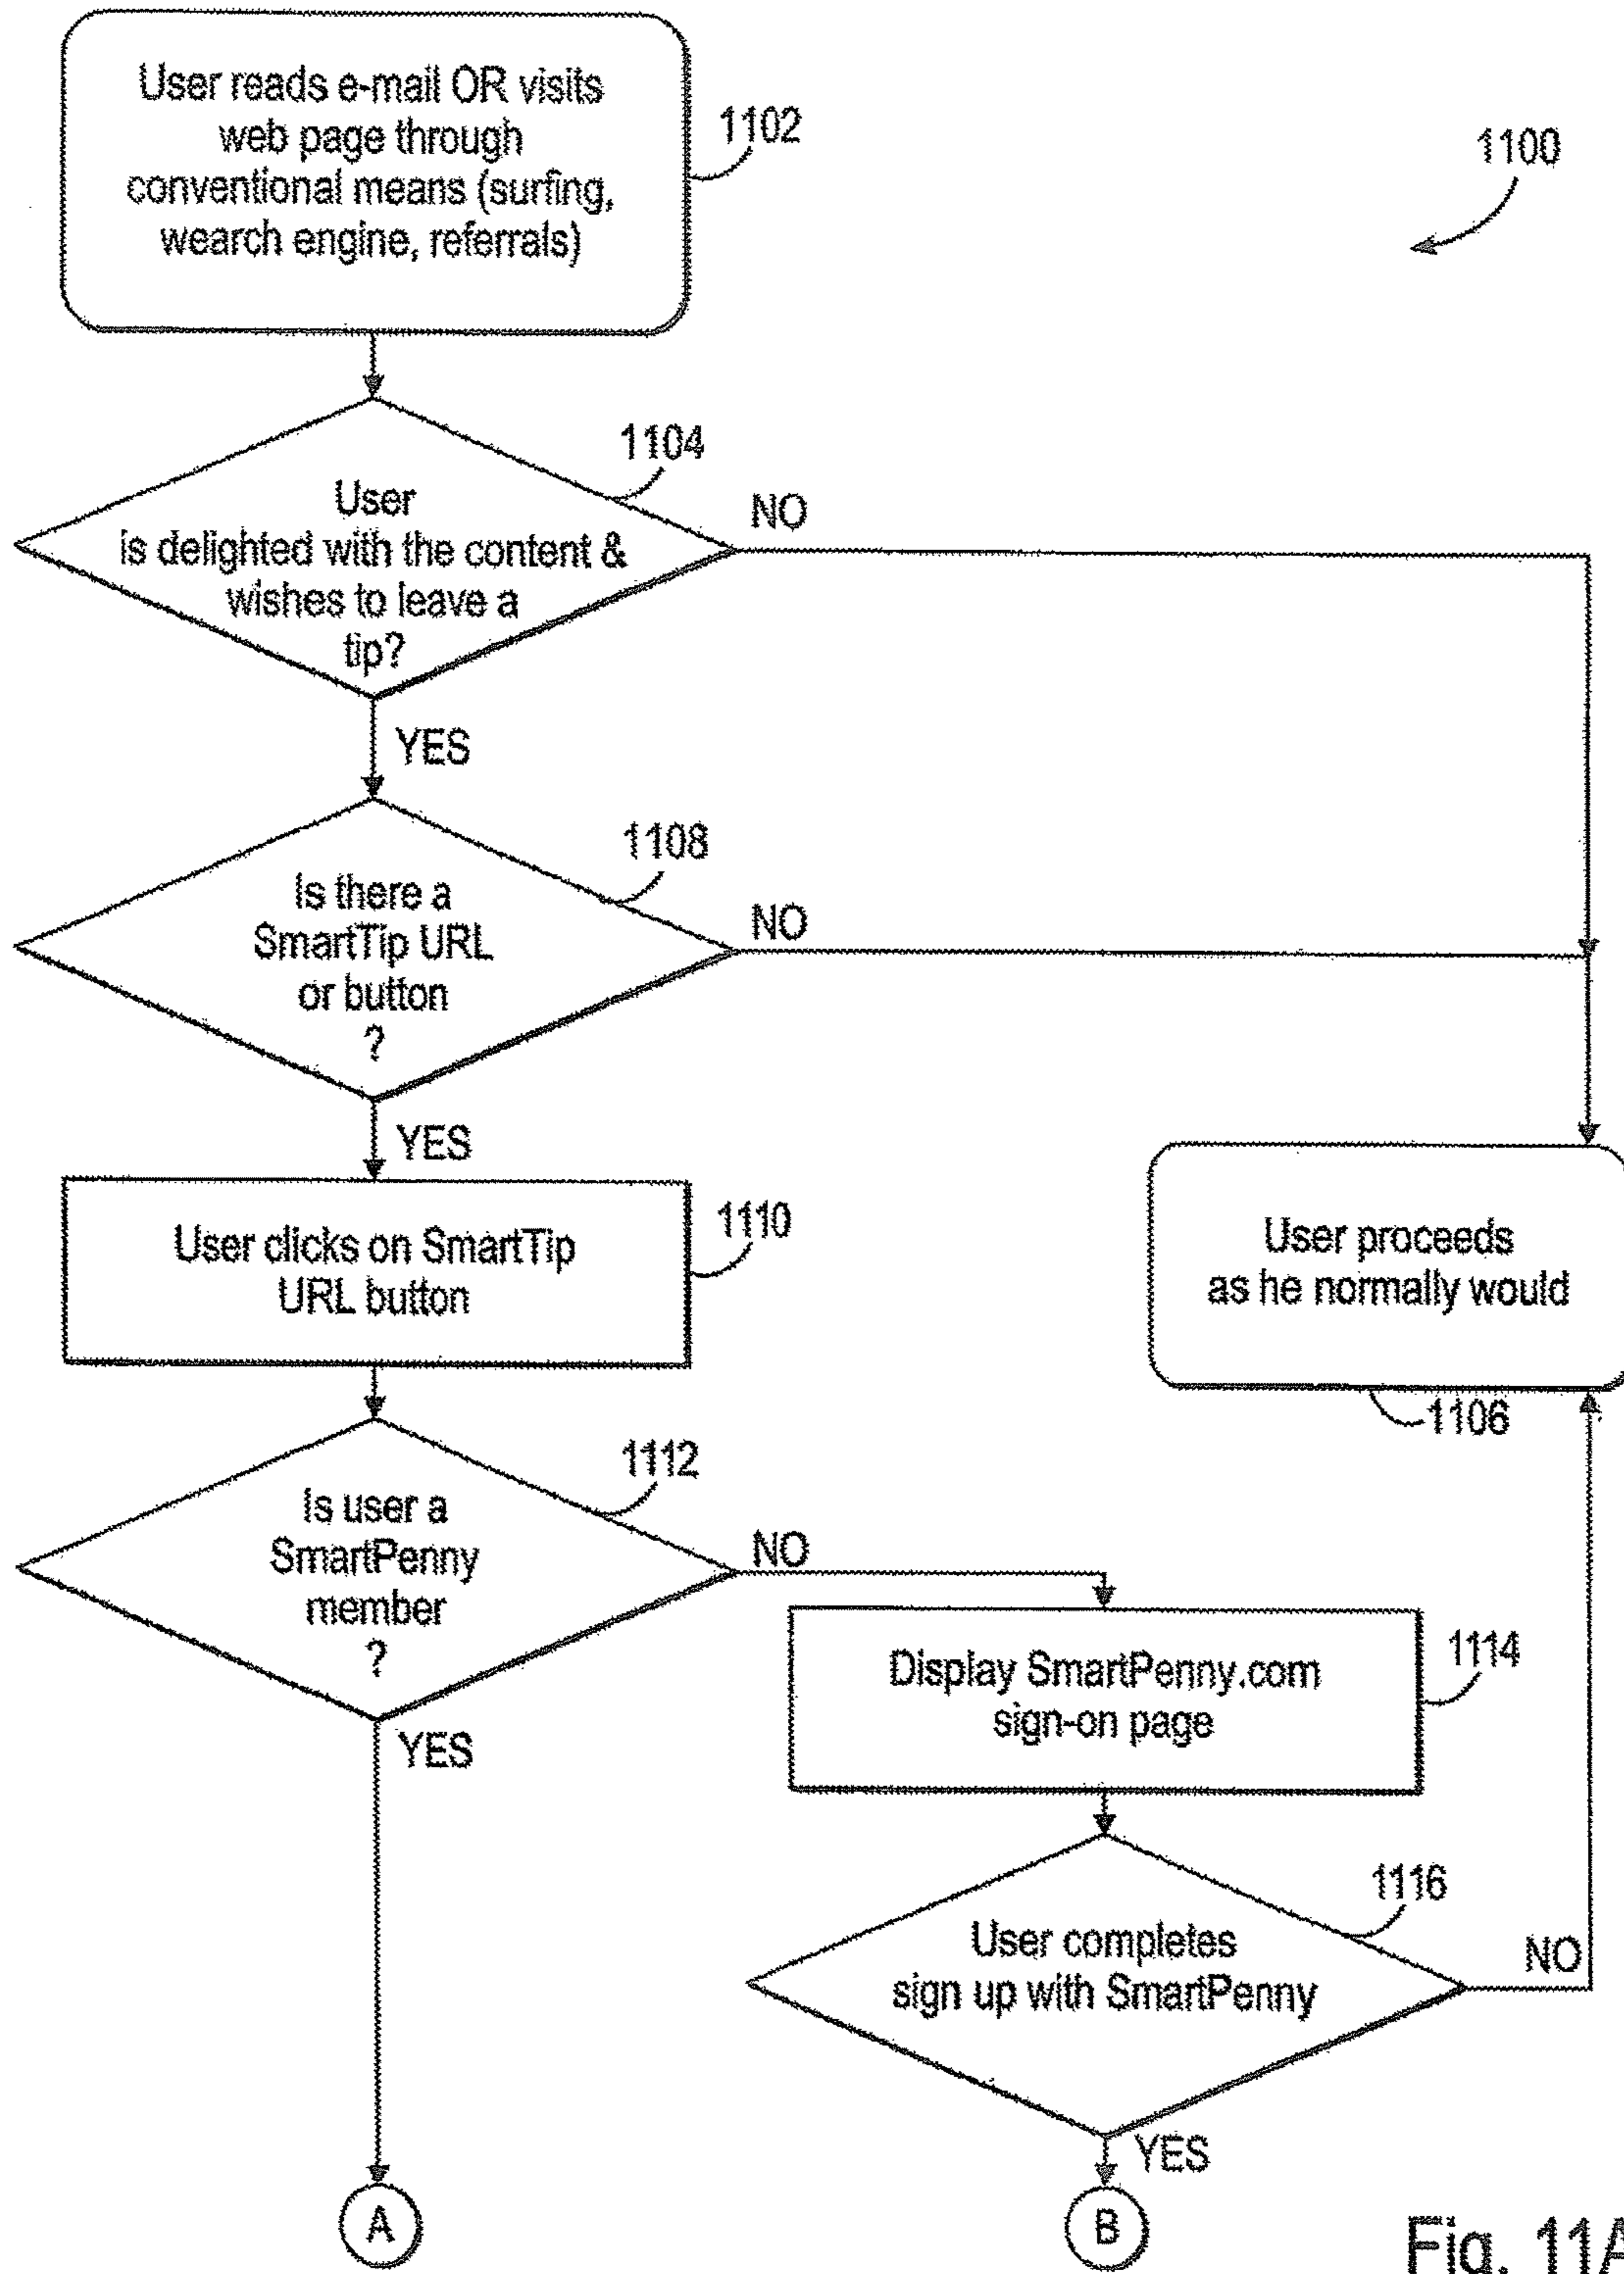 User reads e-mail OR visits
web page through
conventional means (surfing,
wearch engine, referrals)
1102
1100
1104
User
is delighted with the content &
wishes to leave a
tip?
NO
YES
1108
Is there a
SmartTip URL
or button
?
NO
YES
User clicks on SmartTip
URL button
1110
User proceeds
as he normally would
1106
1112
Is user a
SmartPenny
member
?
NO
YES
Display SmartPenny.com
sign-on page
1114
1116
User completes
sign up with SmartPenny
NO
YES
A
B
Fig. 11A